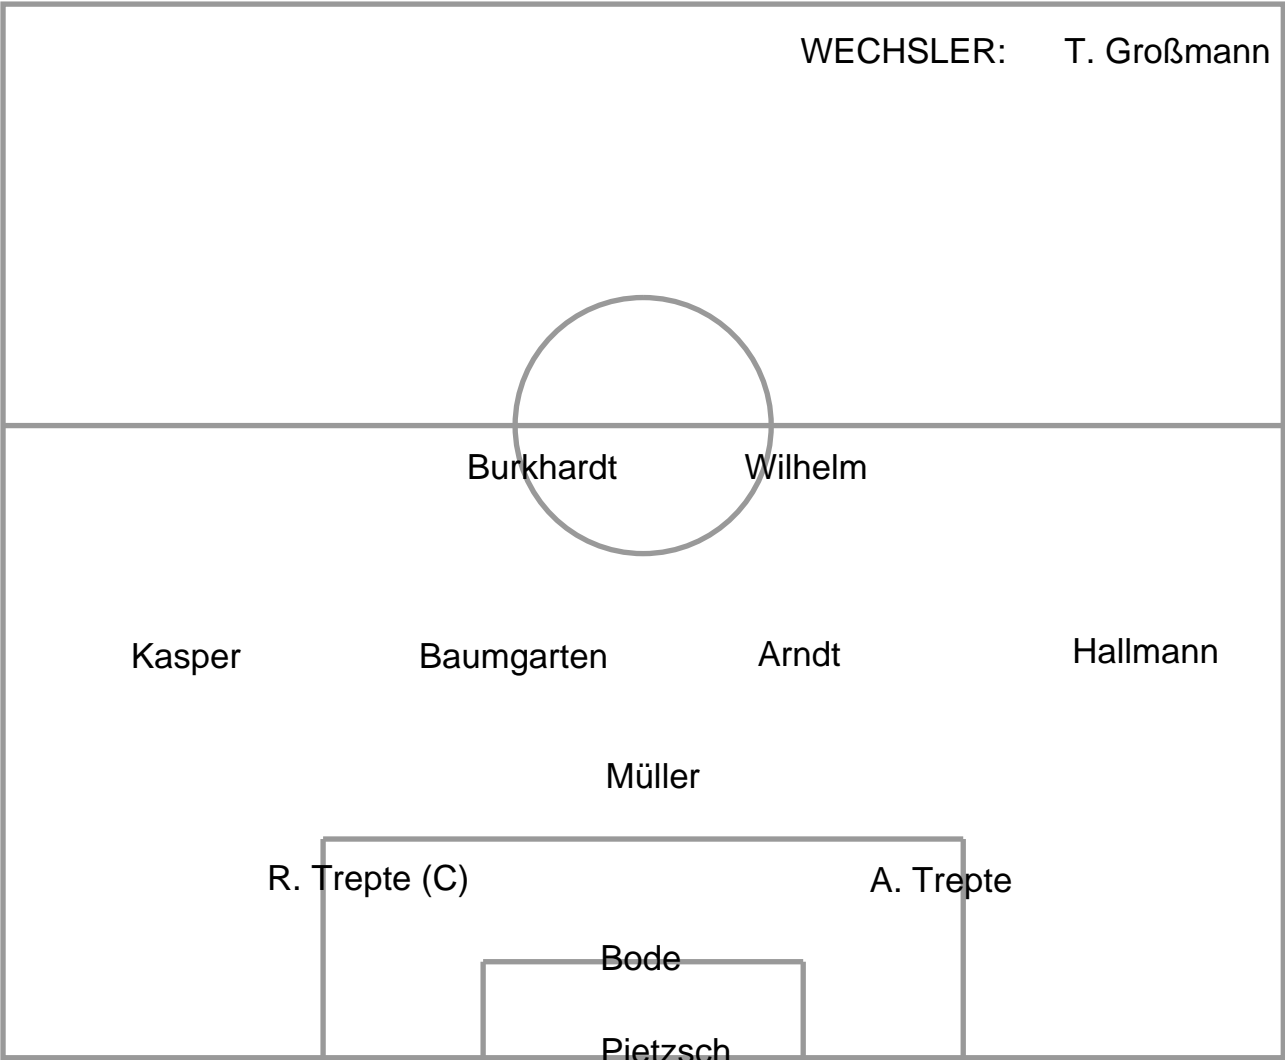 WECHSLER: T. Großmann
Burkhardt Wilhelm
Kasper Baumgarten Arndt Hallmann
Müller
R. Trepte (C) A. Trepte
Bode
Pietzsch